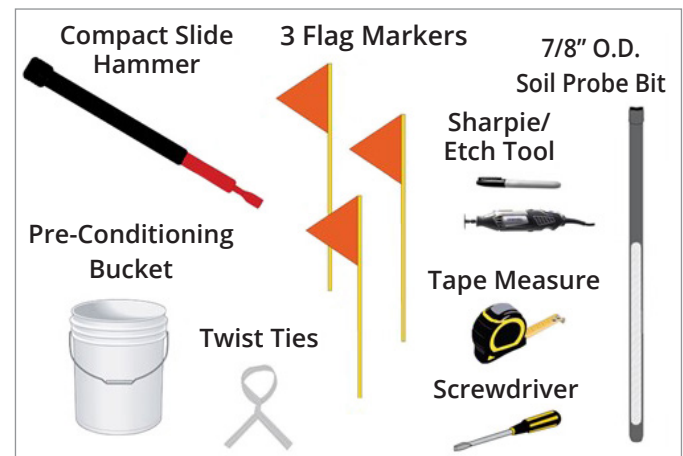 Compact Slide
Hammer
3 Flag Markers
7/8” O.D.
Soil Probe Bit
Sharpie/
Etch Tool
Pre-Conditioning
Bucket
Tape Measure
Twist Ties
Screwdriver